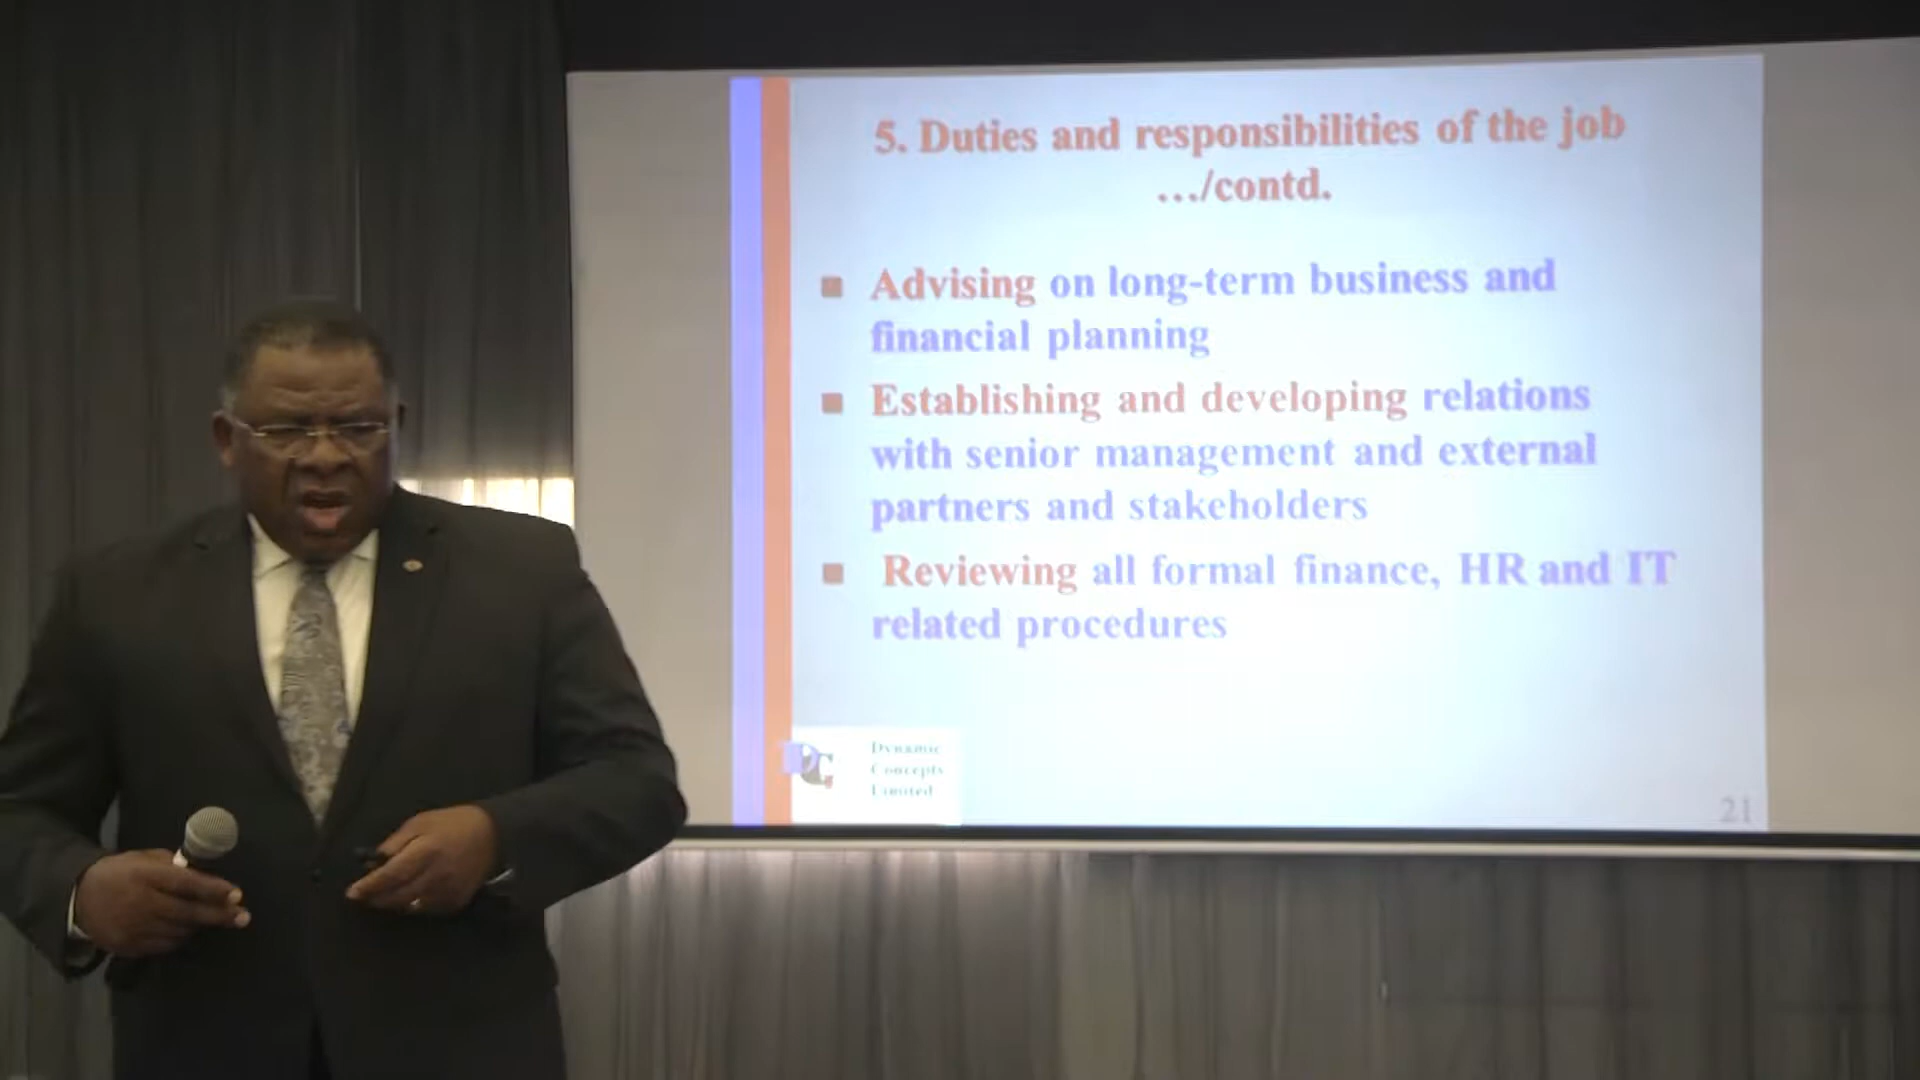 5. Duties and responsibilities of the job
…/contd.
Advising on long-term business and
financial planning
Establishing and developing relations
with senior management and external
partners and stakeholders
Reviewing all formal finance, HR and IT
related procedures
DC
Dynamic
Concepts
Limited
21